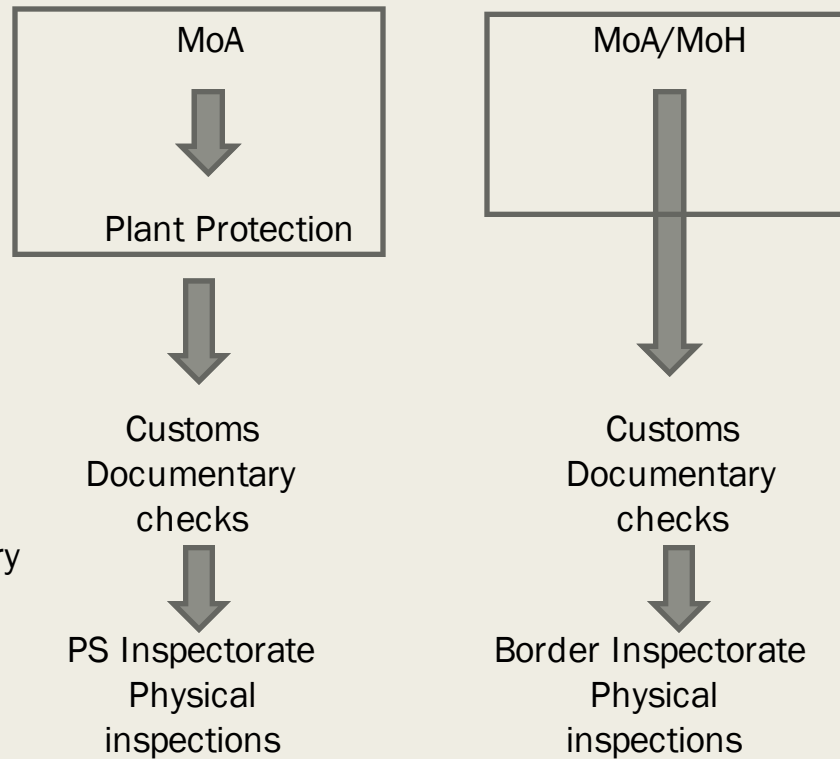 MoA
Plant Protection
Customs
Documentary
checks
PS Inspectorate
Physical
inspections
MoA/MoH
Customs
Documentary
checks
Border Inspectorate
Physical
inspections